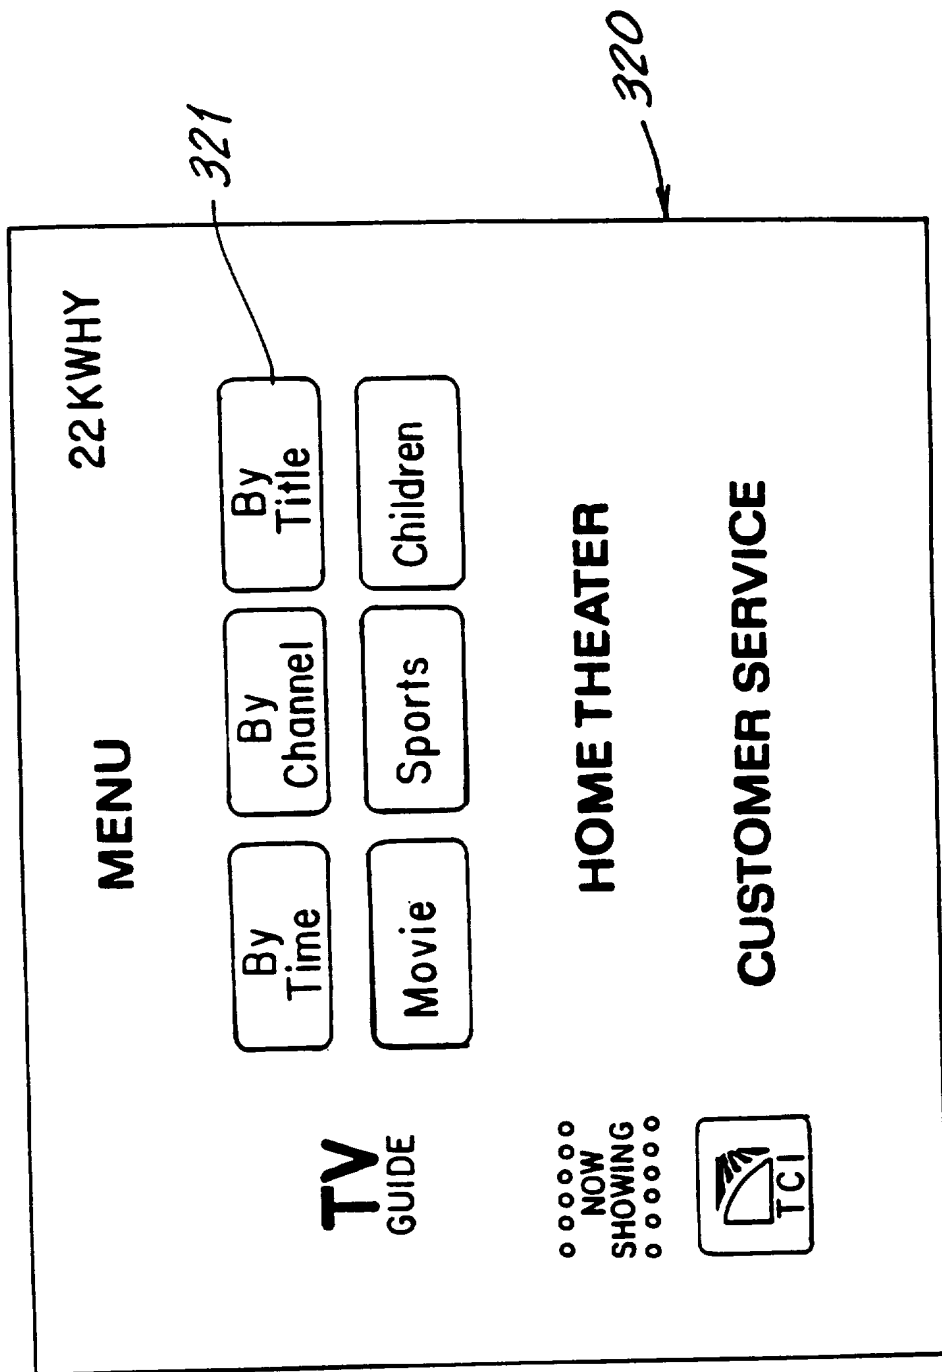 MENU
22KWHY
TV
GUIDE
By
Time
By
Channel
By
Title
Movie
Sports
Children
NOW
SHOWING
HOME THEATER
TCI
CUSTOMER SERVICE
321
320